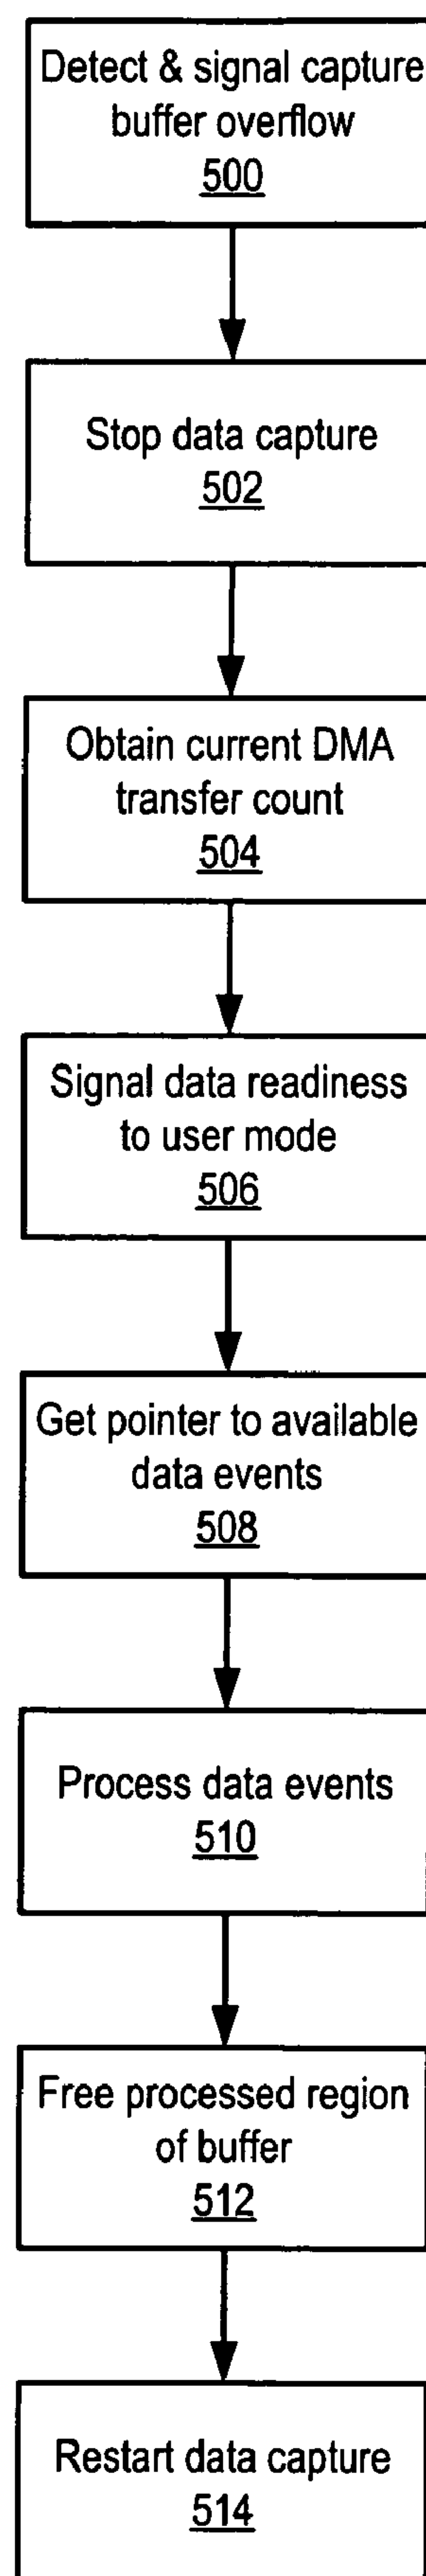 Detect & signal capture
buffer overflow
500
Stop data capture
502
Obtain current DMA
transfer count
504
Signal data readiness
to user mode
506
Get pointer to available
data events
508
Process data events
510
Free processed region
of buffer
512
Restart data capture
514